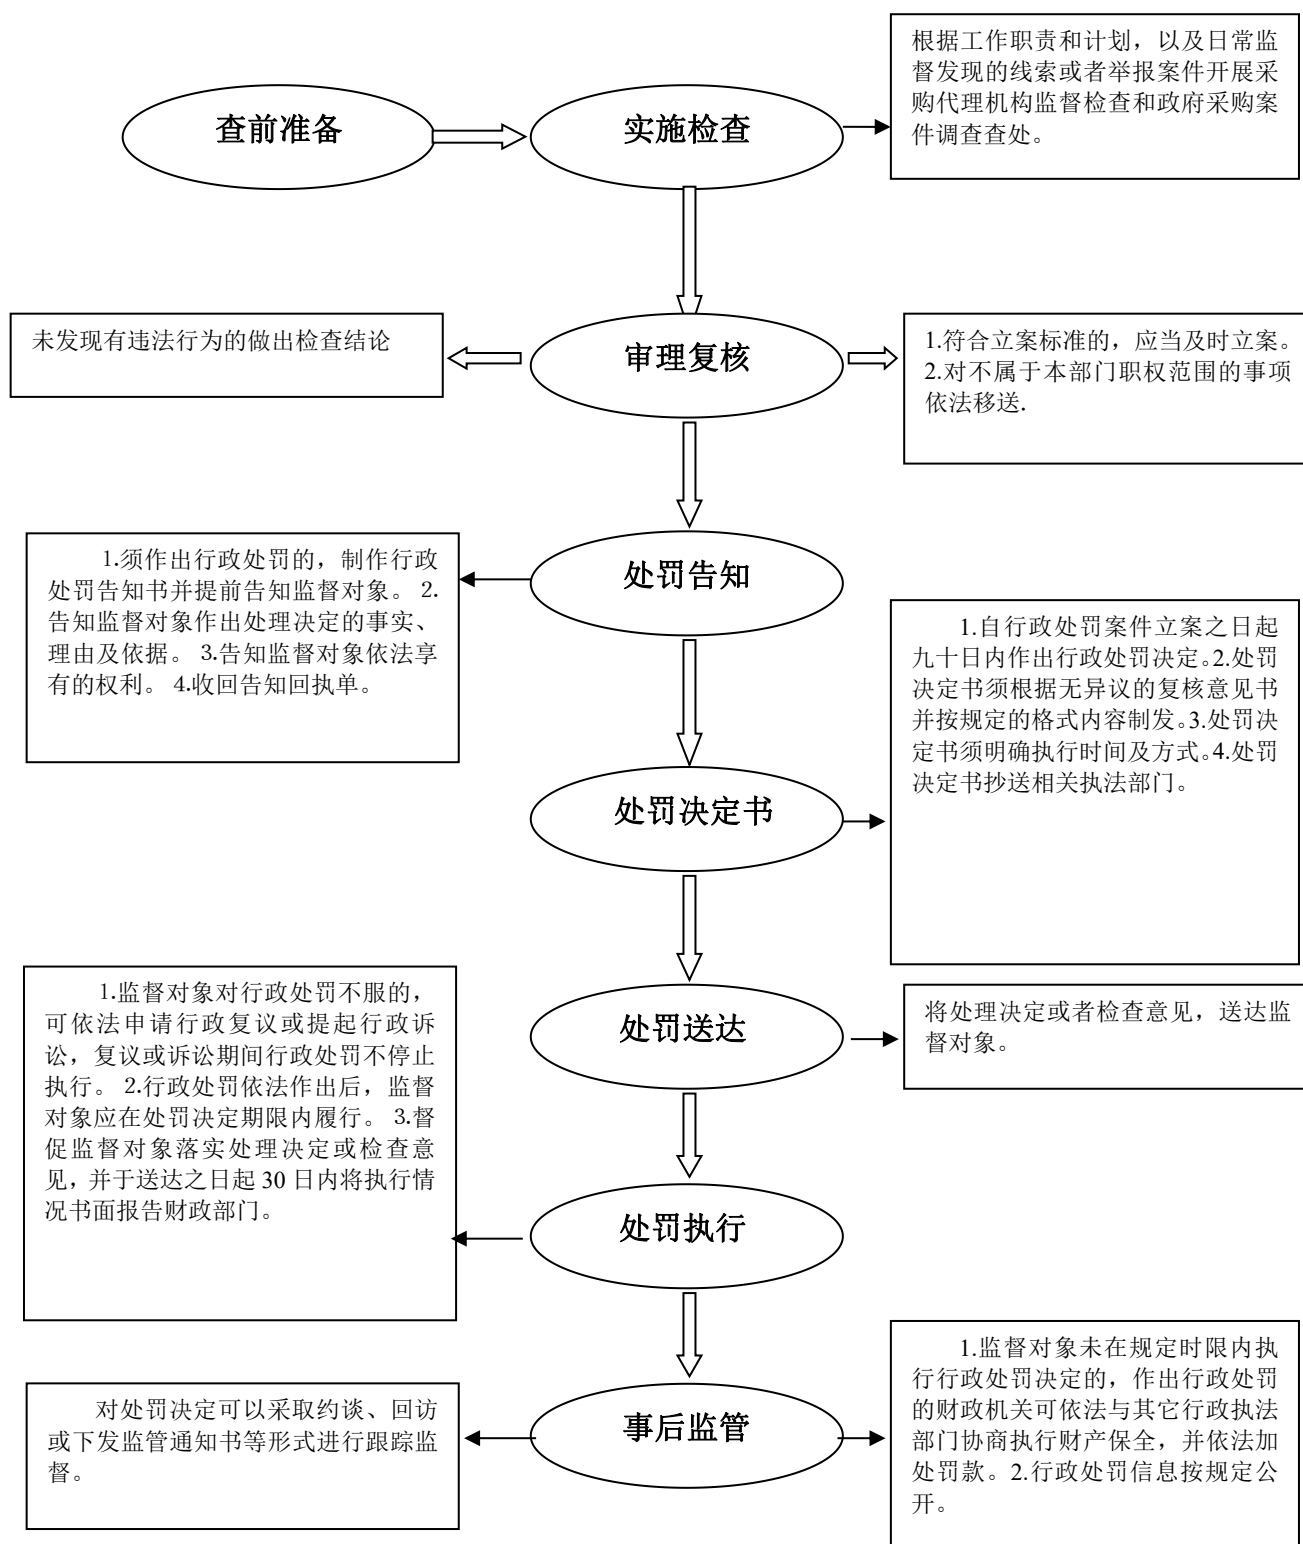 查前准备
实施检查
根据工作职责和计划，以及日常监
督发现的线索或者举报案件开展采
购代理机构监督检查和政府采购案
件调查查处。
未发现有违法行为的做出检查结论
审理复核
1.符合立案标准的，应当及时立案。
2.对不属于本部门职权范围的事项
依法移送.
1.须作出行政处罚的，制作行政
处罚告知书并提前告知监督对象。 2.
告知监督对象作出处理决定的事实、
理由及依据。 3.告知监督对象依法享
有的权利。 4.收回告知回执单。
处罚告知
1.自行政处罚案件立案之日起
九十日内作出行政处罚决定。2.处罚
决定书须根据无异议的复核意见书
并按规定的格式内容制发。3.处罚决
定书须明确执行时间及方式。4.处罚
决定书抄送相关执法部门。
处罚决定书
1.监督对象对行政处罚不服的，
可依法申请行政复议或提起行政诉
讼，复议或诉讼期间行政处罚不停止
执行。 2.行政处罚依法作出后，监督
对象应在处罚决定期限内履行。 3.督
促监督对象落实处理决定或检查意
见，并于送达之日起 30 日内将执行情
况书面报告财政部门。
处罚送达
将处理决定或者检查意见，送达监
督对象。
处罚执行
对处罚决定可以采取约谈、回访
或下发监管通知书等形式进行跟踪监
督。
事后监管
1.监督对象未在规定时限内执
行行政处罚决定的，作出行政处罚
的财政机关可依法与其它行政执法
部门协商执行财产保全，并依法加
处罚款。2.行政处罚信息按规定公
开。